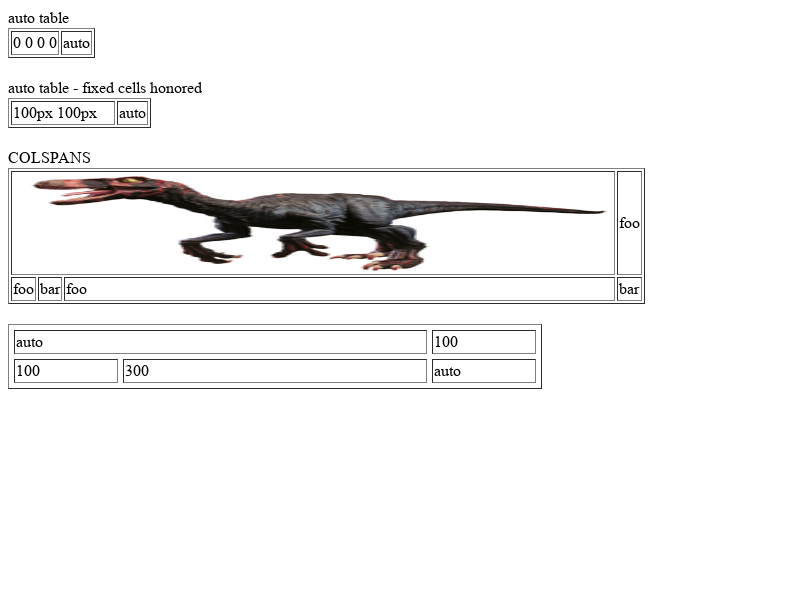 auto table
0 0 0 0 auto
auto table - fixed cells honored
100px 100px auto
COLSPANS
foo
foo bar foo bar
auto 100
100 300 auto